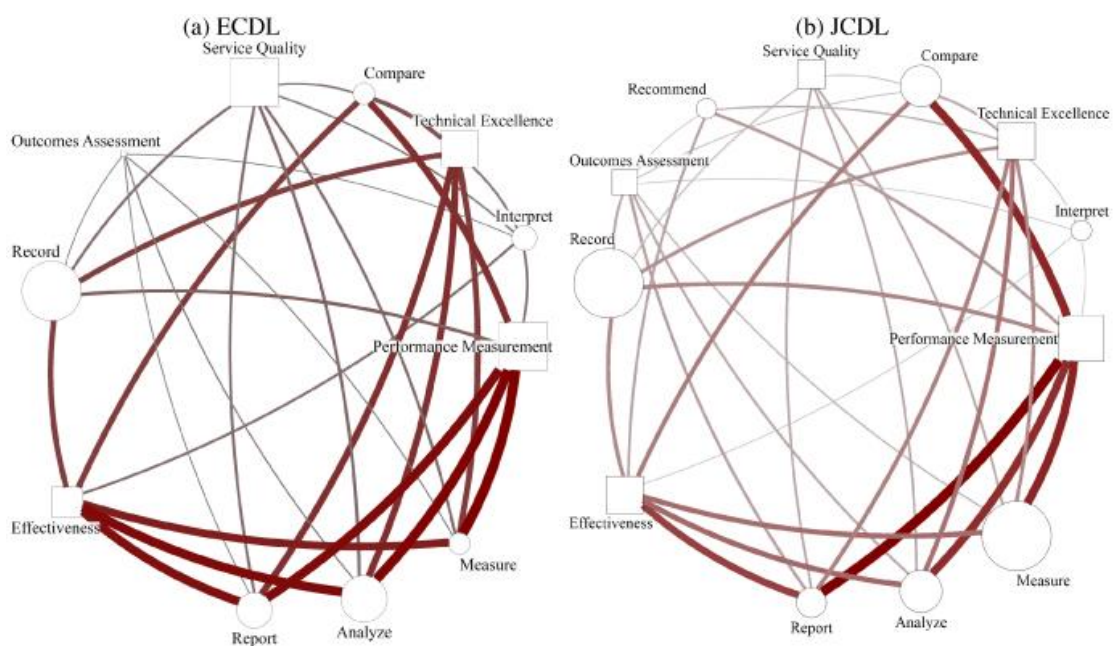 (a) ECDL
Service Quality
Compare
Technical Excellence
Outcomes Assessment
Interpret
Record
Performance Measurement
Effectiveness
Measure
Analyze
Report
(b) JCDL
Service Quality
Compare
Recommend
Technical Excellence
Outcomes Assessment
Interpret
Record
Performance Measurement
Effectiveness
Measure
Analyze
Report